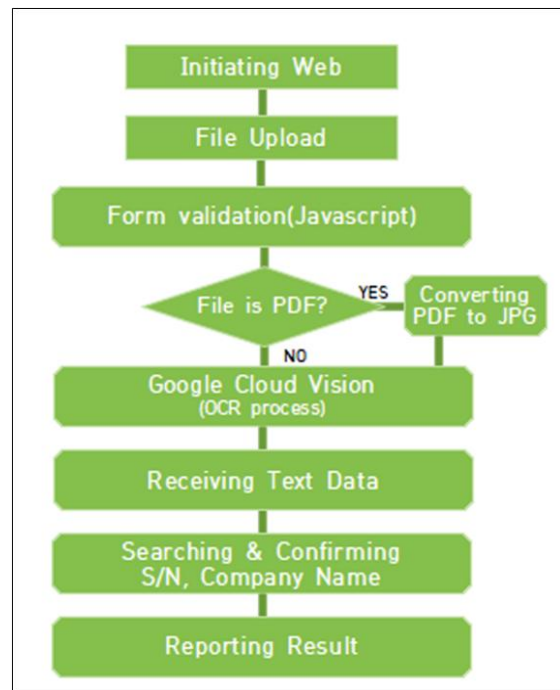 Initiating Web
File Upload
Form validation(Javascript)
File is PDF?
YES
Converting
PDF to JPG
NO
Google Cloud Vision
(OCR process)
Receiving Text Data
Searching & Confirming
S/N, Company Name
Reporting Result